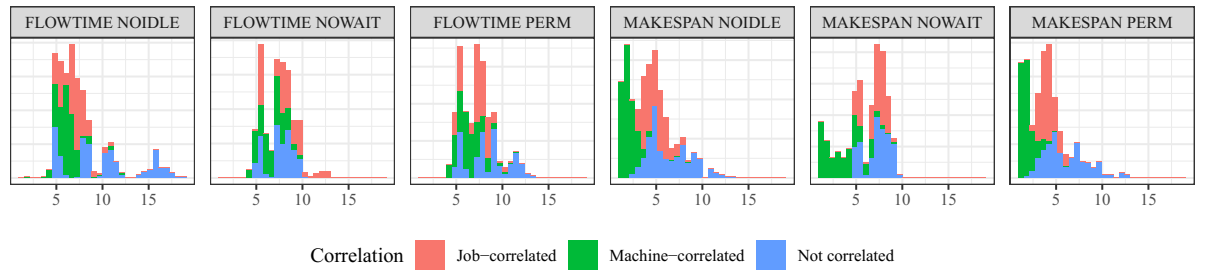 FLOWTIME NOIDLE FLOWTIME NOWAIT FLOWTIME PERM MAKESPAN NOIDLE MAKESPAN NOWAIT MAKESPAN PERM
5 10 15 5 10 15 5 10 15 5 10 15 5 10 15 5 10 15
Correlation Job−correlated Machine−correlated Not correlated